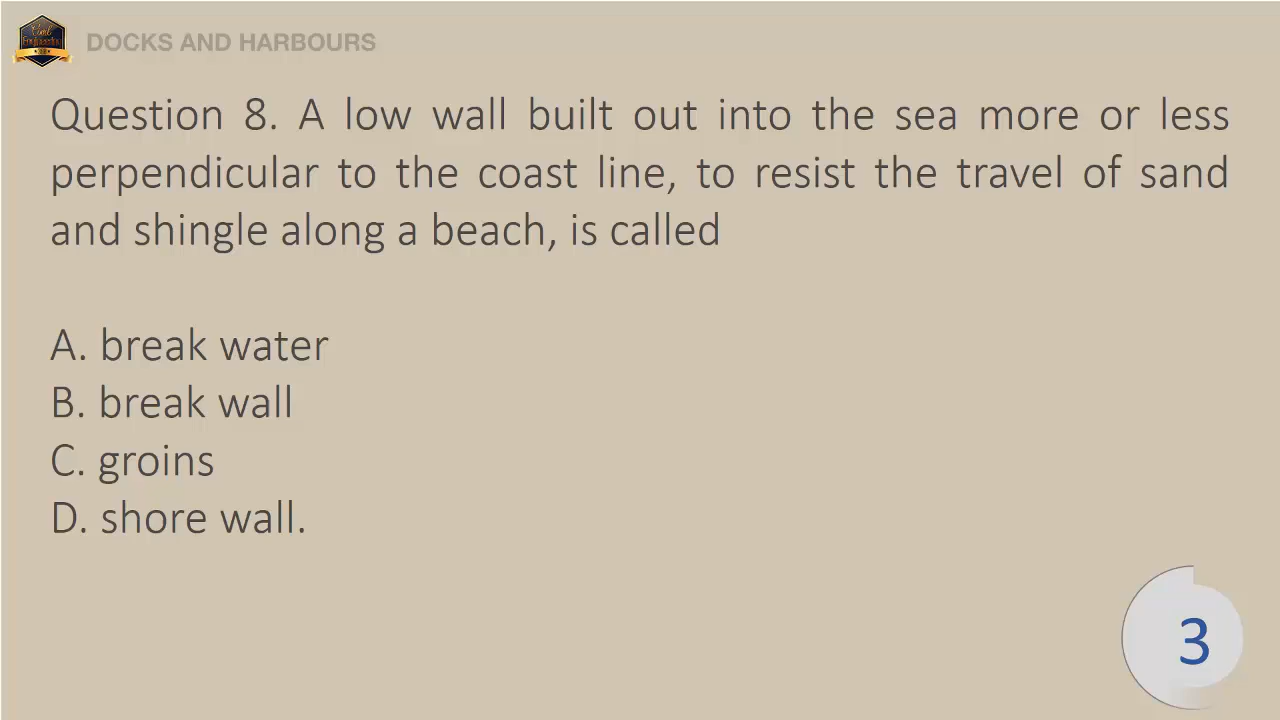 DOCKS AND HARBOURS
Question 8. A low wall built out into the sea more or less
perpendicular to the coast line, to resist the travel of sand
and shingle along a beach, is called
A. break water
B. break wall
C. groins
D. shore wall.
3